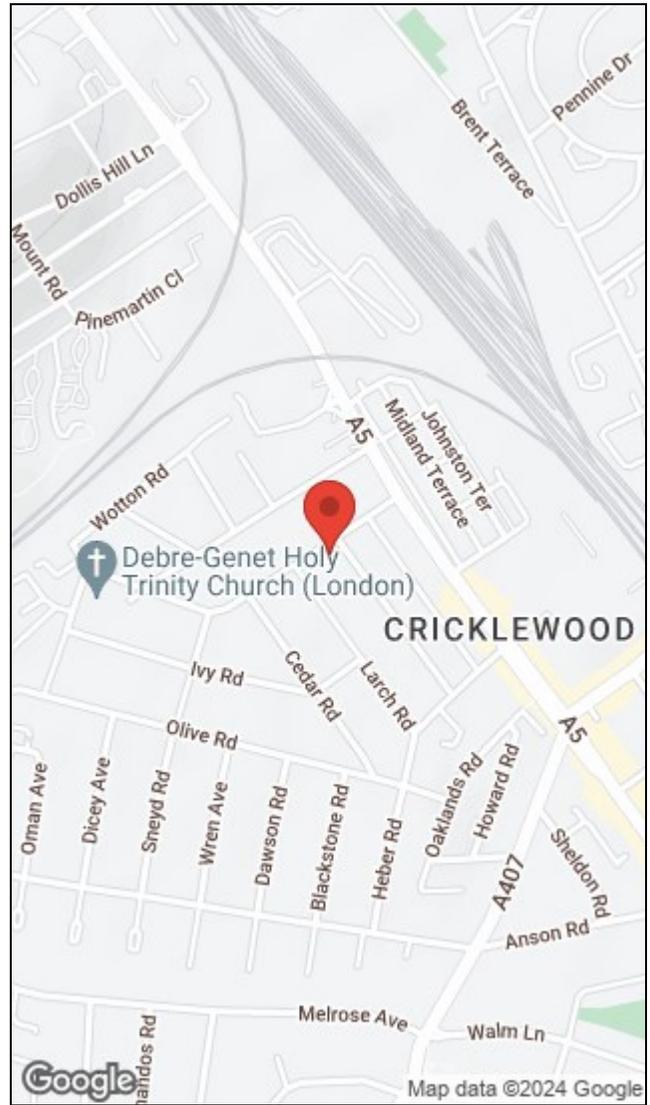 Pennine Dr
Brent Terrace
Dollis Hill Ln
Mount Rd
Pinemartin Cl
A5
Johnston Ter
Midland Terrace
Wotton Rd
Debre-Genet Holy
Trinity Church (London)
CRICKLEWOOD
Ivy Rd
Cedar Rd
Larch Rd
Olive Rd
A5
Oman Ave
Dicey Ave
Sneyd Rd
Wren Ave
Dawson Rd
Blackstone Rd
Heber Rd
Oaklands Rd
Howard Rd
Sheldon Rd
A407
Anson Rd
Melrose Ave
Walm Ln
andos Rd
Google
Map data ©2024 Google